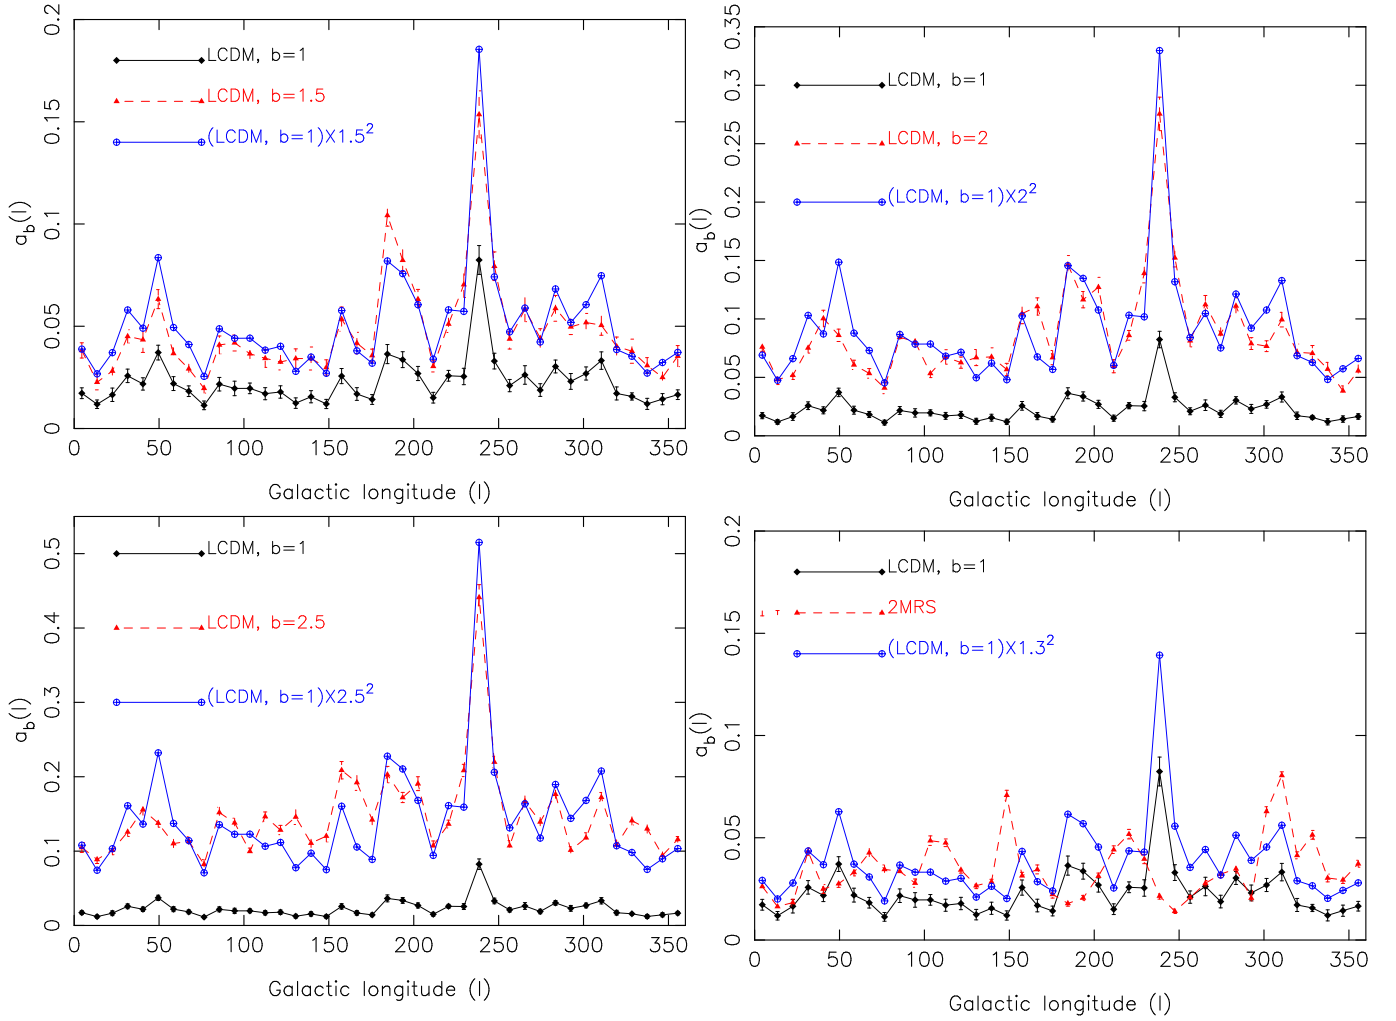 0.2
0.15
0.1
0.05
0
a_b(l)
LCDM, b=1
LCDM, b=1.5
(LCDM, b=1)X1.5²
0 50 100 150 200 250 300 350
Galactic longitude (l)
0.35
0.3
0.25
0.2
0.15
0.1
0.05
0
a_b(l)
LCDM, b=1
LCDM, b=2
(LCDM, b=1)X2²
0 50 100 150 200 250 300 350
Galactic longitude (l)
0.5
0.4
0.3
0.2
0.1
0
a_b(l)
LCDM, b=1
LCDM, b=2.5
(LCDM, b=1)X2.5²
0 50 100 150 200 250 300 350
Galactic longitude (l)
0.2
0.15
0.1
0.05
0
a_b(l)
LCDM, b=1
2MRS
(LCDM, b=1)X1.3²
0 50 100 150 200 250 300 350
Galactic longitude (l)